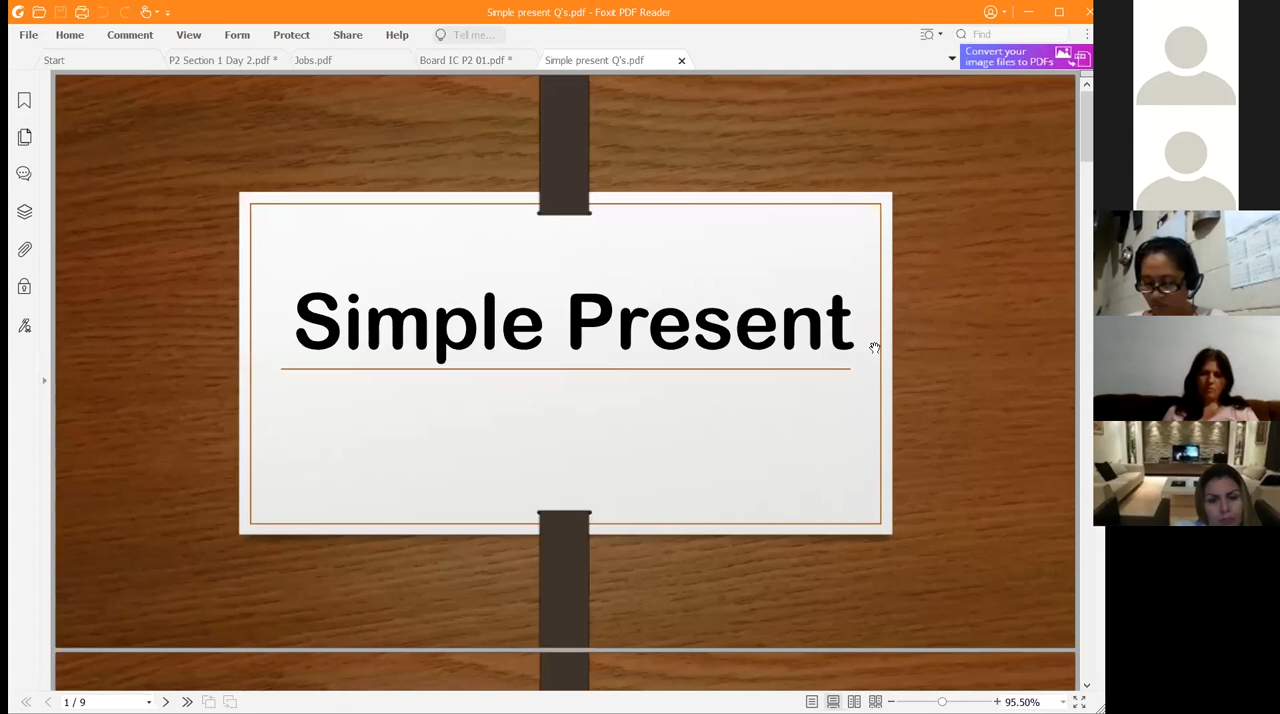 Simple present Q's.pdf - Foxit PDF Reader
File Home Comment View Form Protect Share Help Tell me... Find
Start P2 Section 1 Day 2.pdf * Jobs.pdf Board IC P2 01.pdf * Simple present Q's.pdf
Convert your
image files to PDFs
Simple Present
1 / 9
95.50%